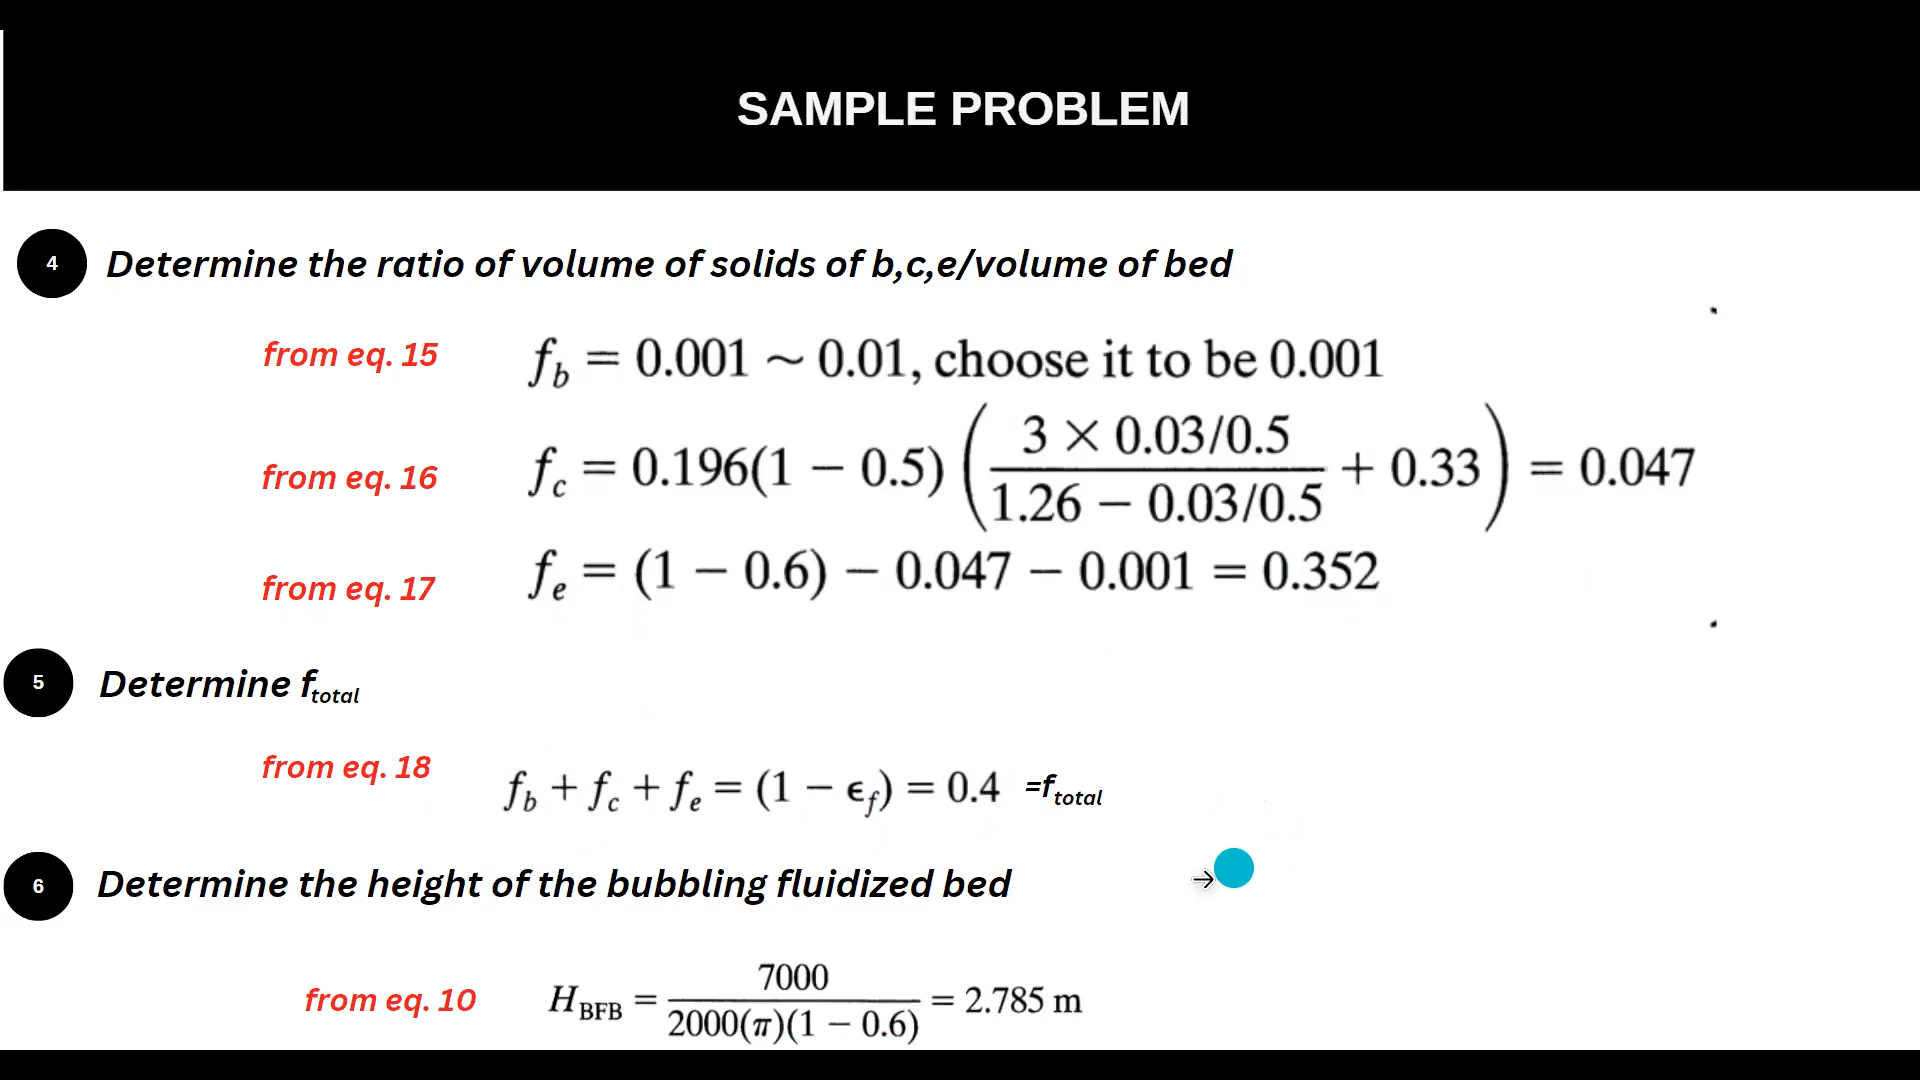 SAMPLE PROBLEM
4 Determine the ratio of volume of solids of b,c,e/volume of bed
from eq. 15 f_b = 0.001 ~ 0.01, choose it to be 0.001
from eq. 16 f_c = 0.196(1 − 0.5) ( (3 × 0.03/0.5) / (1.26 − 0.03/0.5) + 0.33 ) = 0.047
from eq. 17 f_e = (1 − 0.6) − 0.047 − 0.001 = 0.352
5 Determine f_total
from eq. 18 f_b + f_c + f_e = (1 − ϵ_f) = 0.4 =f_total
6 Determine the height of the bubbling fluidized bed
from eq. 10 H_BFB = 7000 / 2000(π)(1 − 0.6) = 2.785 m